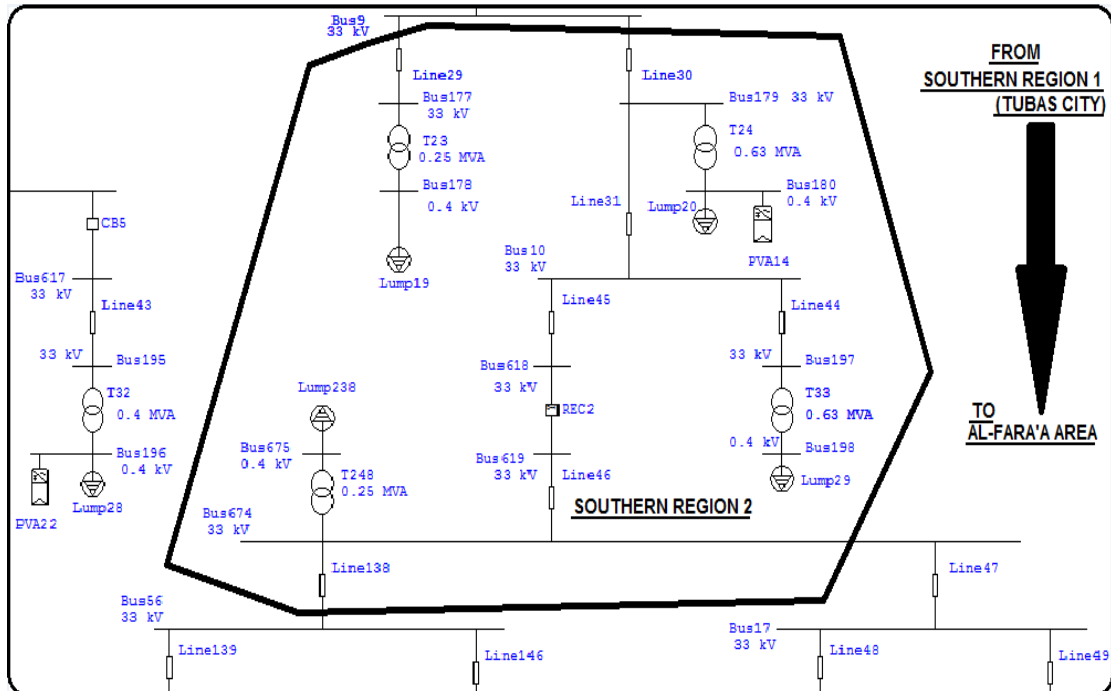 Bus9
33 kV
Line29
Line30
Bus177
33 kV
Bus179 33 kV
T23
0.25 MVA
T24
0.63 MVA
Bus178
0.4 kV
Bus180
0.4 kV
Line31
Lump20
PVA14
Lump19
CB5
Bus10
33 kV
Bus617
33 kV
Line43
Line45
Line44
33 kV
Bus195
Bus618
33 kV
33 kV
Bus197
T32
0.4 MVA
Lump238
REC2
T33
0.63 MVA
Bus196
0.4 kV
Bus675
0.4 kV
Bus619
33 kV
Line46
0.4 kV
Bus198
T248
0.25 MVA
Lump29
PVA22
Lump28
Bus674
33 kV
SOUTHERN REGION 2
Line138
Line47
Bus56
33 kV
Bus17
33 kV
Line139
Line146
Line48
Line49
FROM
SOUTHERN REGION 1
(TUBAS CITY)
TO
AL-FARA'A AREA